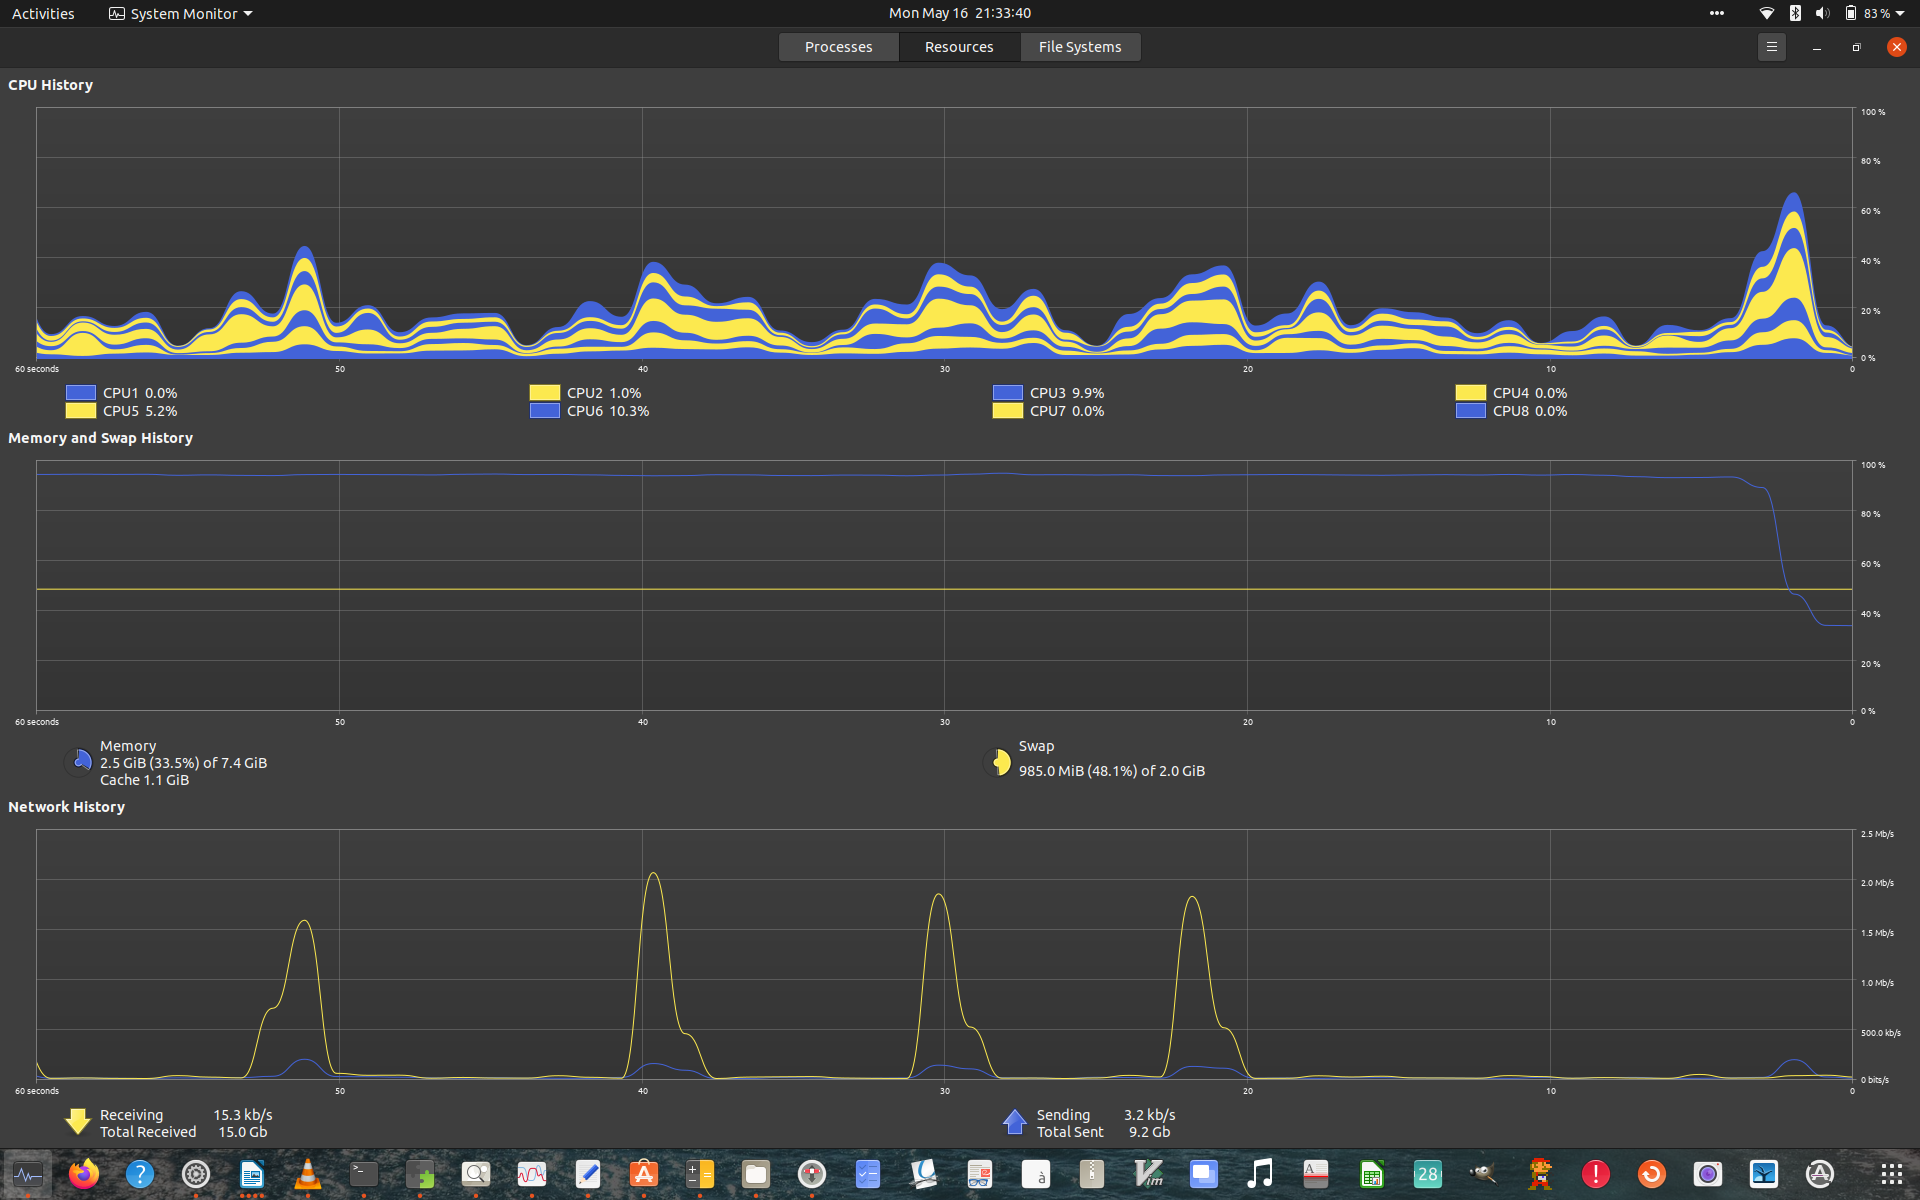 Activities System Monitor Mon May 16 21:33:40 83 %
Processes Resources File Systems
CPU History
100 %
80 %
60 %
40 %
20 %
0 %
60 seconds 50 40 30 20 10 0
CPU1 0.0% CPU2 1.0% CPU3 9.9% CPU4 0.0%
CPU5 5.2% CPU6 10.3% CPU7 0.0% CPU8 0.0%
Memory and Swap History
100 %
80 %
60 %
40 %
20 %
0 %
60 seconds 50 40 30 20 10 0
Memory
2.5 GiB (33.5%) of 7.4 GiB
Cache 1.1 GiB
Swap
985.0 MiB (48.1%) of 2.0 GiB
Network History
2.5 Mb/s
2.0 Mb/s
1.5 Mb/s
1.0 Mb/s
500.0 kb/s
0 bits/s
60 seconds 50 40 30 20 10 0
Receiving 15.3 kb/s
Total Received 15.0 Gb
Sending 3.2 kb/s
Total Sent 9.2 Gb
? >_ à Vim A 28 !